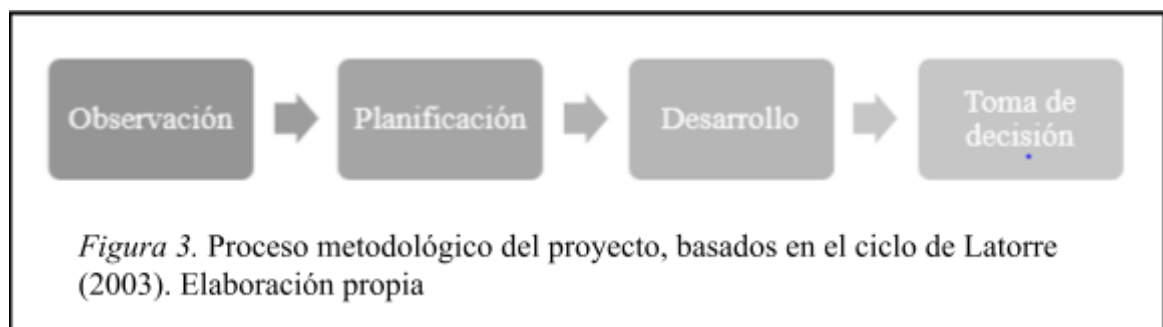 Observación
Planificación
Desarrollo
Toma de
decisión
Figura 3. Proceso metodológico del proyecto, basados en el ciclo de Latorre
(2003). Elaboración propia